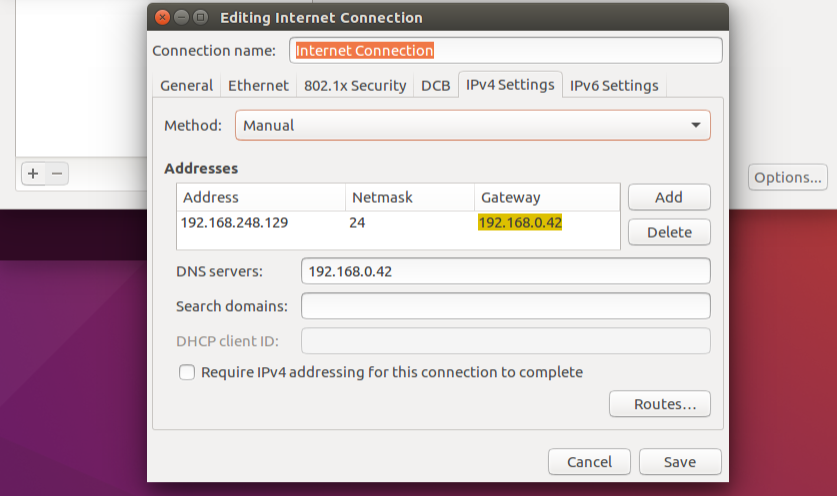 Editing Internet Connection
Connection name: Internet Connection
General Ethernet 802.1x Security DCB IPv4 Settings IPv6 Settings
Method: Manual
Addresses
Address Netmask Gateway Add
192.168.248.129 24 192.168.0.42 Delete
DNS servers: 192.168.0.42
Search domains:
DHCP client ID:
Require IPv4 addressing for this connection to complete
Routes...
Cancel Save
+ −
Options...